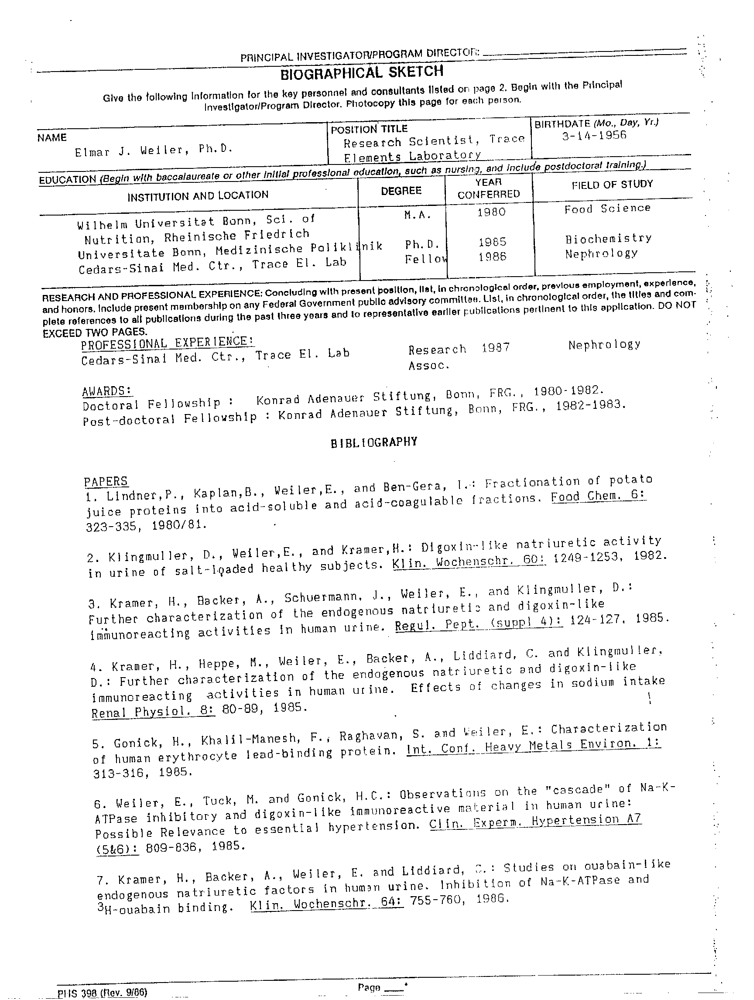 PRINCIPAL INVESTIGATOR/PROGRAM DIRECTOR:
BIOGRAPHICAL SKETCH
Give the following information for the key personnel and consultants listed on page 2. Begin with the Principal
Investigator/Program Director. Photocopy this page for each person.
NAME
Elmar J. Weiler, Ph.D.
POSITION TITLE
Research Scientist, Trace
Elements Laboratory
BIRTHDATE (Mo., Day, Yr.)
3-14-1956
EDUCATION (Begin with baccalaureate or other initial professional education, such as nursing, and include postdoctoral training.)
INSTITUTION AND LOCATION DEGREE YEAR CONFERRED FIELD OF STUDY
Wilhelm Universitat Bonn, Sci. of M.A. 1980 Food Science
Nutrition, Rheinische Friedrich
Universitate Bonn, Medizinische Poliklinik Ph.D. 1985 Biochemistry
Cedars-Sinai Med. Ctr., Trace El. Lab Fellow 1986 Nephrology
RESEARCH AND PROFESSIONAL EXPERIENCE: Concluding with present position, list, in chronological order, previous employment, experience,
and honors. Include present membership on any Federal Government public advisory committee. List, in chronological order, the titles and com-
plete references to all publications during the past three years and to representative earlier publications pertinent to this application. DO NOT
EXCEED TWO PAGES.
PROFESSIONAL EXPERIENCE:
Cedars-Sinai Med. Ctr., Trace El. Lab Research 1987 Nephrology
Assoc.
AWARDS:
Doctoral Fellowship : Konrad Adenauer Stiftung, Bonn, FRG., 1980-1982.
Post-doctoral Fellowship : Konrad Adenauer Stiftung, Bonn, FRG., 1982-1983.
BIBLIOGRAPHY
PAPERS
1. Lindner,P., Kaplan,B., Weiler,E., and Ben-Gera, I.: Fractionation of potato
juice proteins into acid-soluble and acid-coagulable fractions. Food Chem. 6:
323-335, 1980/81.
2. Klingmuller, D., Weiler,E., and Kramer,H.: Digoxin-like natriuretic activity
in urine of salt-loaded healthy subjects. Klin. Wochenschr. 60: 1249-1253, 1982.
3. Kramer, H., Backer, A., Schuermann, J., Weiler, E., and Klingmuller, D.:
Further characterization of the endogenous natriuretic and digoxin-like
immunoreacting activities in human urine. Regul. Pept. (suppl 4): 124-127, 1985.
4. Kramer, H., Heppe, M., Weiler, E., Backer, A., Liddiard, C. and Klingmuller,
D.: Further characterization of the endogenous natriuretic and digoxin-like
immunoreacting activities in human urine. Effects of changes in sodium intake
Renal Physiol. 8: 80-89, 1985.
5. Gonick, H., Khalil-Manesh, F., Raghavan, S. and Weiler, E.: Characterization
of human erythrocyte lead-binding protein. Int. Conf. Heavy Metals Environ. 1:
313-316, 1985.
6. Weiler, E., Tuck, M. and Gonick, H.C.: Observations on the "cascade" of Na-K-
ATPase inhibitory and digoxin-like immunoreactive material in human urine:
Possible Relevance to essential hypertension. Clin. Experm. Hypertension A7
(5&6): 809-836, 1985.
7. Kramer, H., Backer, A., Weiler, E. and Liddiard, C.: Studies on ouabain-like
endogenous natriuretic factors in human urine. Inhibition of Na-K-ATPase and
3H-ouabain binding. Klin. Wochenschr. 64: 755-760, 1986.
PHS 398 (Rev. 9/86) Page